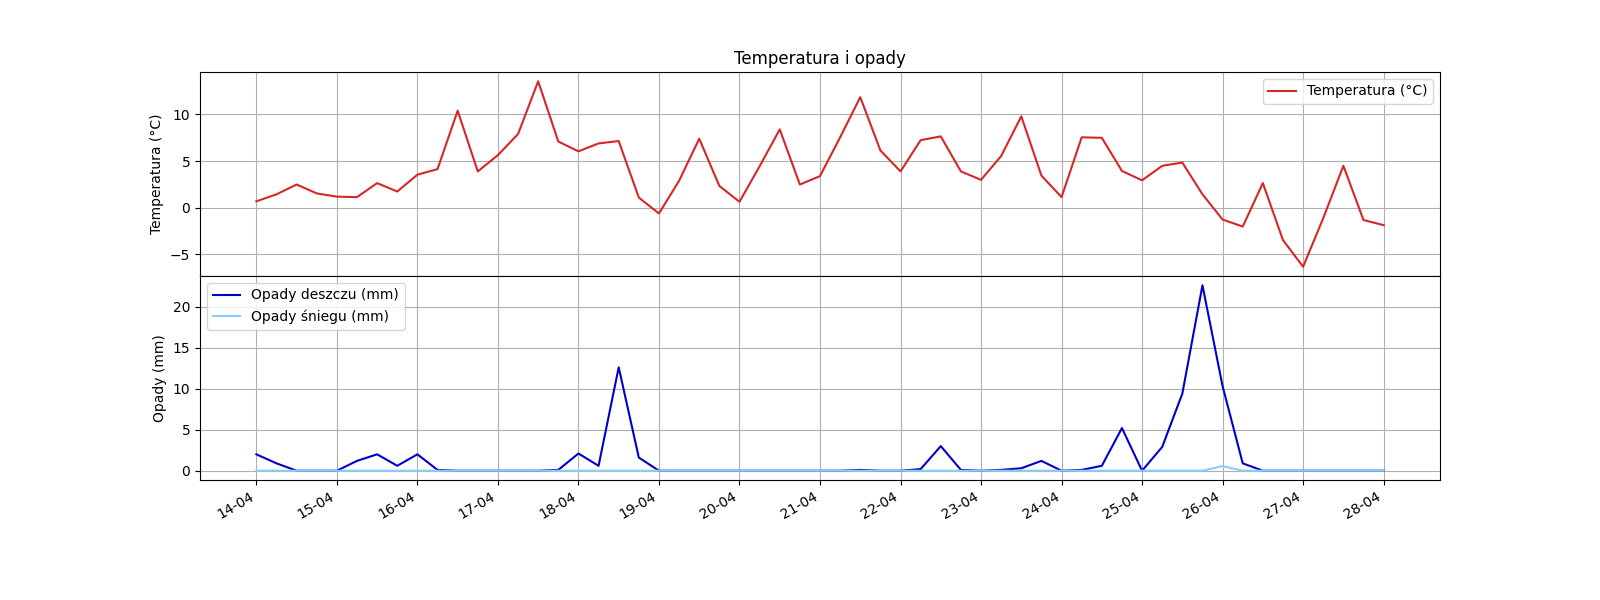 Temperatura i opady
Temperatura (°C)
Temperatura (°C)
10
5
0
−5
Opady deszczu (mm)
Opady śniegu (mm)
Opady (mm)
20
15
10
5
0
14-04 15-04 16-04 17-04 18-04 19-04 20-04 21-04 22-04 23-04 24-04 25-04 26-04 27-04 28-04